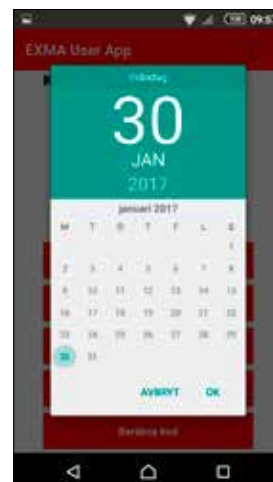 09:5
EXMA User App
måndag
30
JAN
2017
januari 2017
M T O T F L S
1
2 3 4 5 6 7 8
9 10 11 12 13 14 15
16 17 18 19 20 21 22
23 24 25 26 27 28 29
30 31
AVBRYT OK